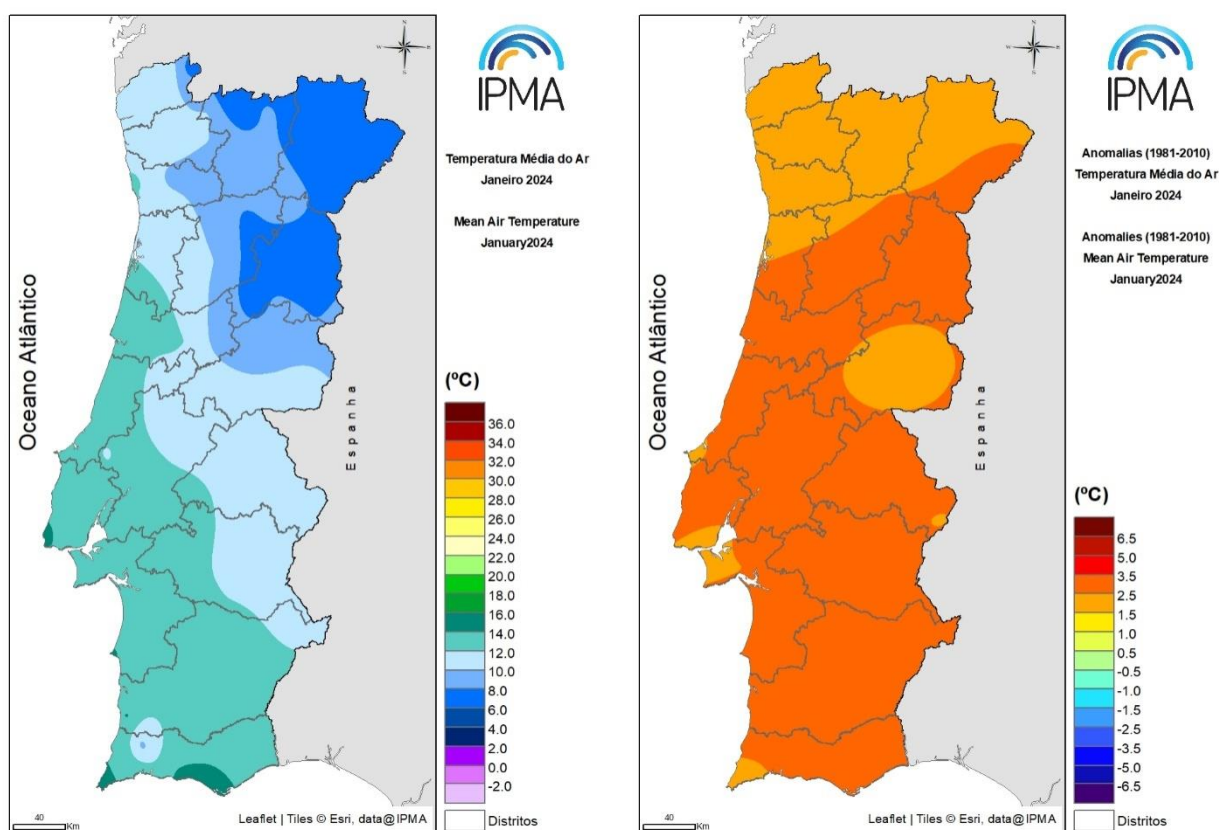 N
W
E
S
IPMA
Temperatura Média do Ar
Janeiro 2024
Mean Air Temperature
January2024
Oceano Atlântico
Espanha
(ºC)
36.0
34.0
32.0
30.0
28.0
26.0
24.0
22.0
20.0
18.0
16.0
14.0
12.0
10.0
8.0
6.0
4.0
2.0
0.0
-2.0
Distritos
40
Km
Leaflet | Tiles © Esri, data@IPMA
N
W
E
S
IPMA
Anomalias (1981-2010)
Temperatura Média do Ar
Janeiro 2024
Anomalies (1981-2010)
Mean Air Temperature
January2024
Oceano Atlântico
Espanha
(ºC)
6.5
5.0
3.5
2.5
1.5
1.0
0.5
-0.5
-1.0
-1.5
-2.5
-3.5
-5.0
-6.5
Distritos
40
Km
Leaflet | Tiles © Esri, data@IPMA